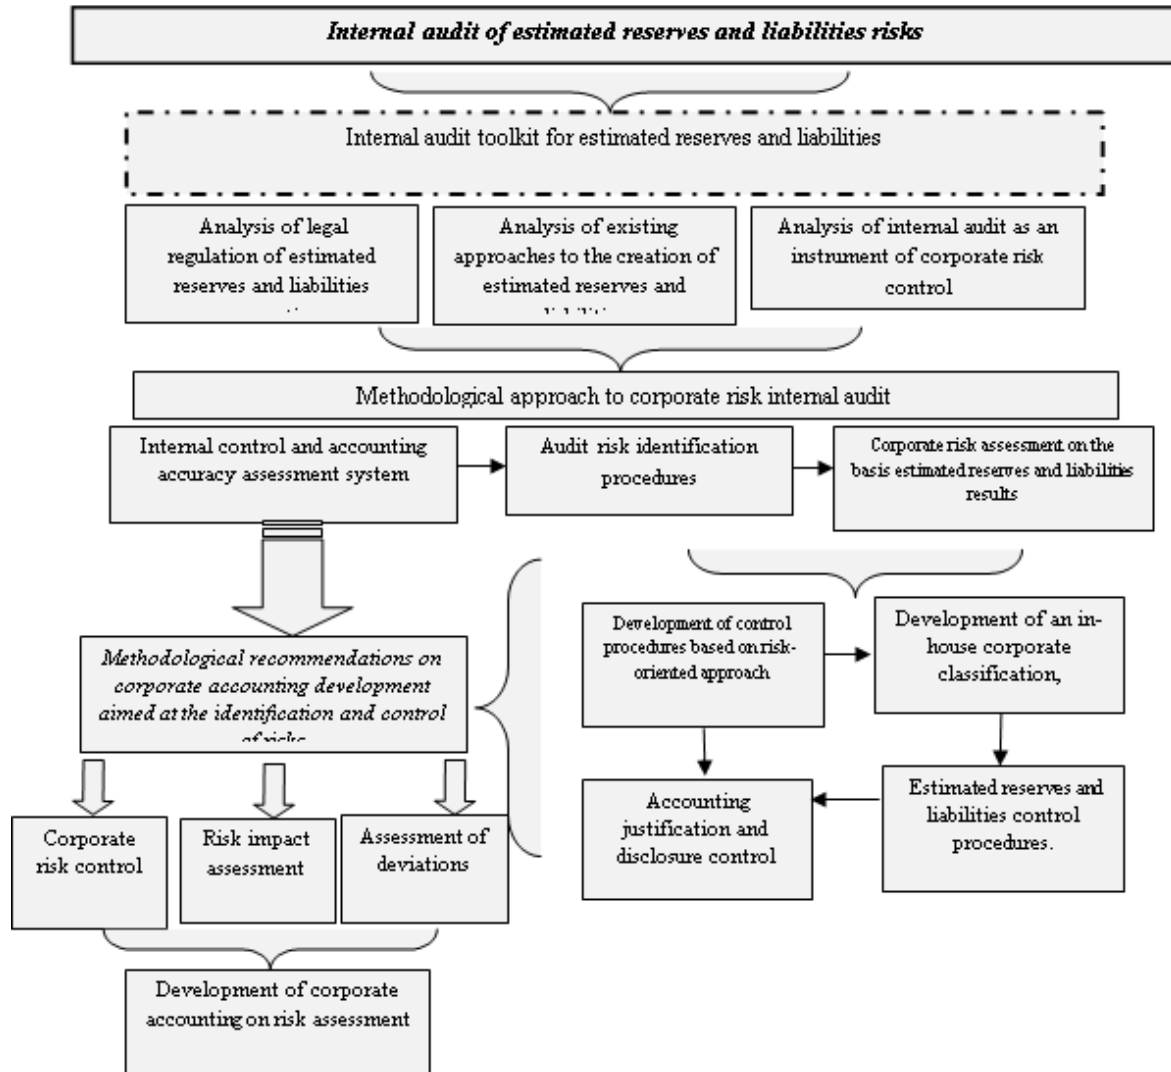 Internal audit of estimated reserves and liabilities risks
Internal audit toolkit for estimated reserves and liabilities
Analysis of legal
regulation of estimated
reserves and liabilities
Analysis of existing
approaches to the creation of
estimated reserves and
Analysis of internal audit as an
instrument of corporate risk
control
Methodological approach to corporate risk internal audit
Internal control and accounting
accuracy assessment system
Audit risk identification
procedures
Corporate risk assessment on the
basis estimated reserves and liabilities
results
Development of control
procedures based on risk-
oriented approach
Development of an in-
house corporate
classification,
Methodological recommendations on
corporate accounting development
aimed at the identification and control
of risks
Accounting
justification and
disclosure control
Estimated reserves and
liabilities control
procedures.
Corporate
risk control
Risk impact
assessment
Assessment of
deviations
Development of corporate
accounting on risk assessment